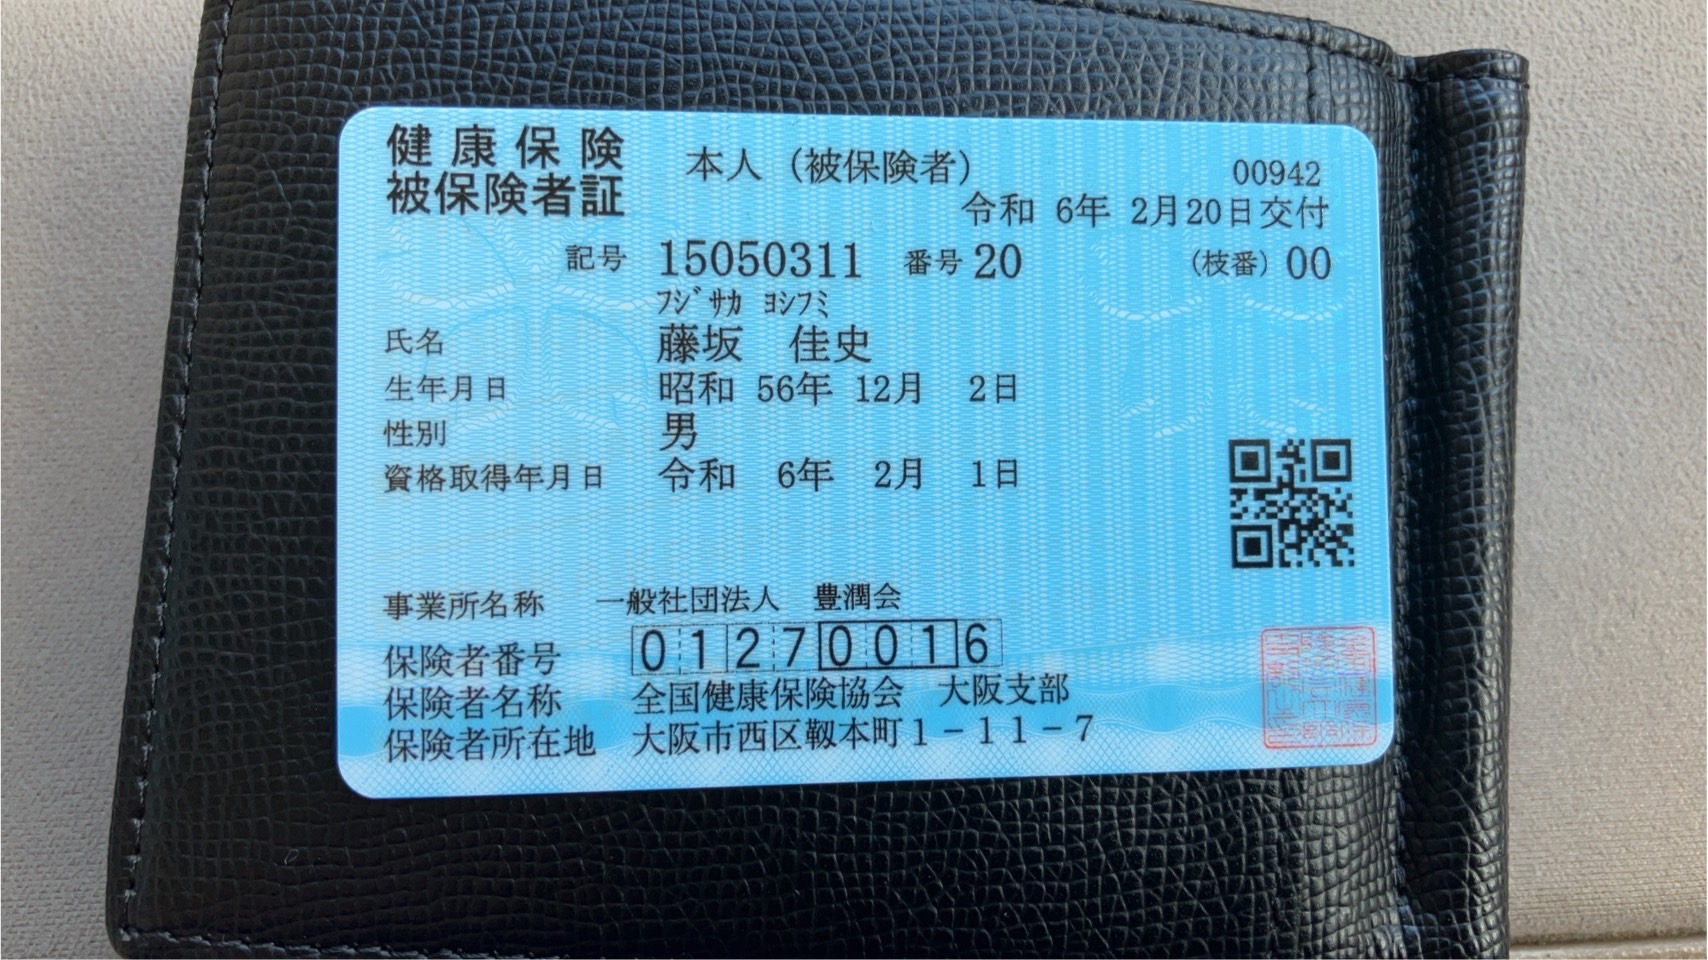 健康保険 本人（被保険者） 00942
被保険者証 令和 6年 2月20日交付
記号 15050311 番号 20 （枝番）00
ﾌｼﾞｻｶ ﾖｼﾌﾐ
氏名 藤坂 佳史
生年月日 昭和 56年 12月 2日
性別 男
資格取得年月日 令和 6年 2月 1日
事業所名称 一般社団法人 豊潤会
保険者番号 01270016
保険者名称 全国健康保険協会 大阪支部
保険者所在地 大阪市西区靱本町1－11－7